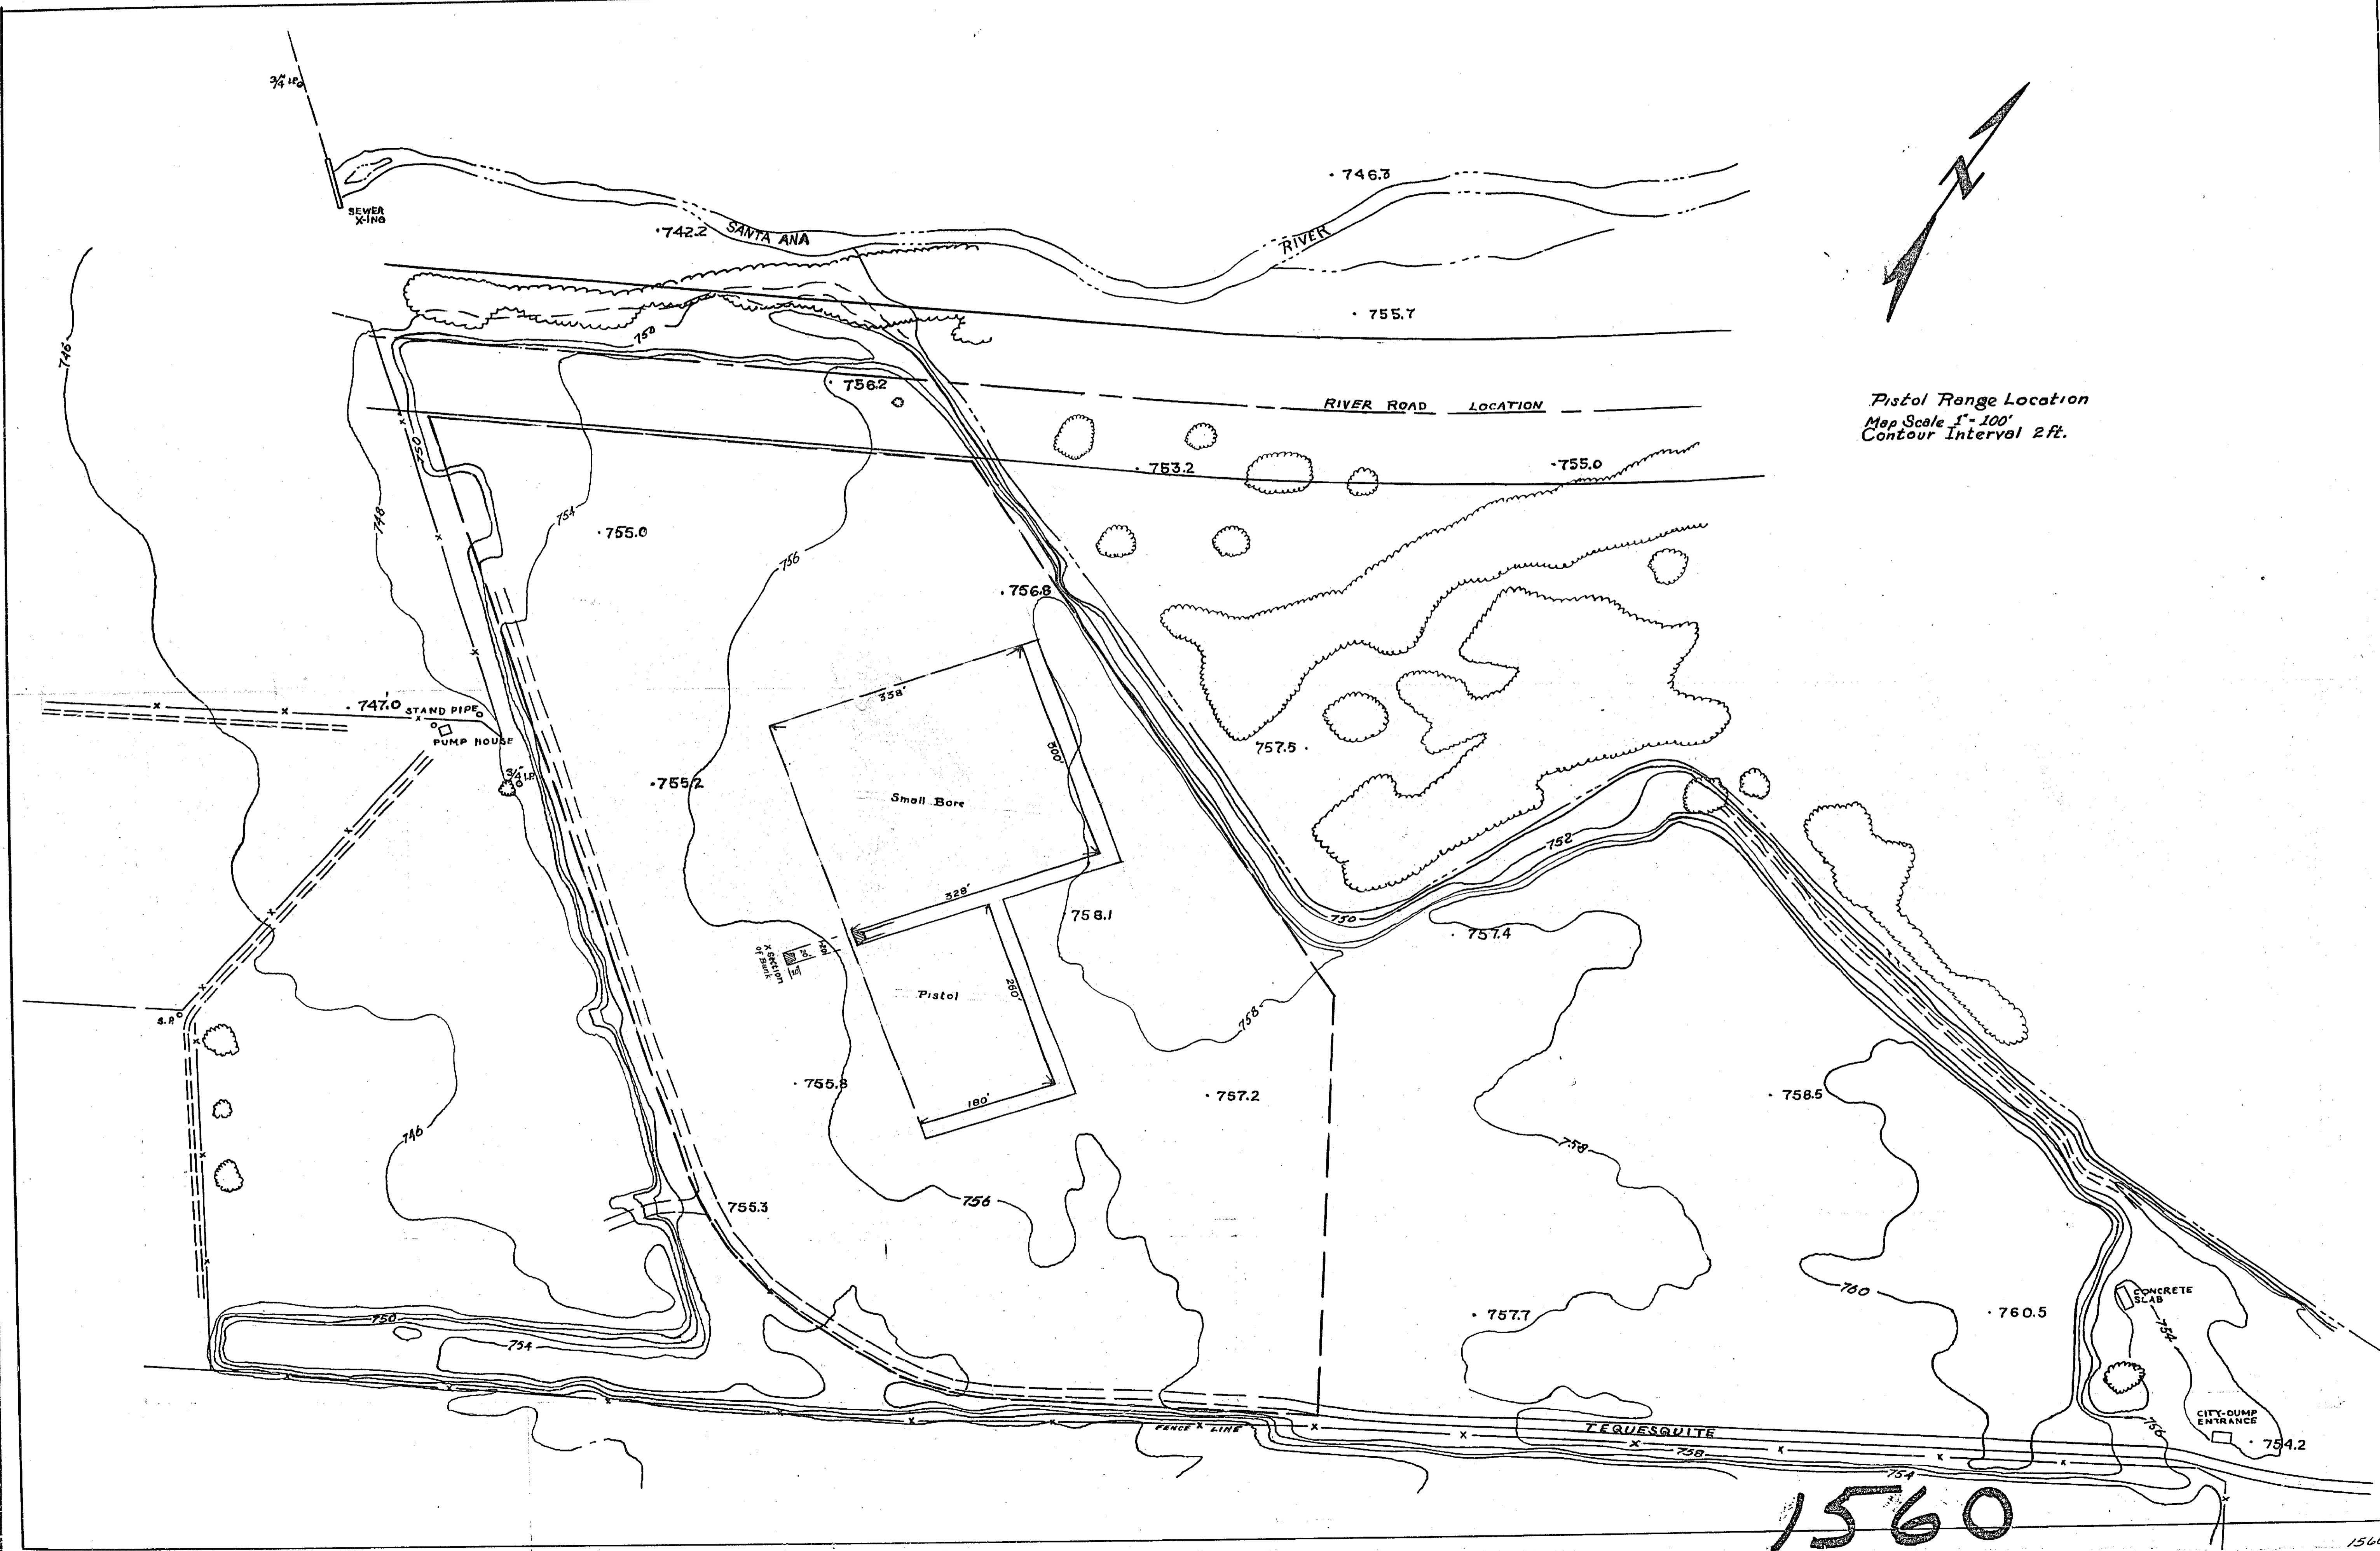 3/4" I.P.
SEWER
X-ING
742.2
SANTA ANA
RIVER
746.3
N
755.7
746
750
756.2
RIVER ROAD LOCATION
Pistol Range Location
Map Scale 1" = 100'
Contour Interval 2 ft.
750
753.2
755.0
748
754
755.0
756
756.8
338'
747.0
STAND PIPE
PUMP HOUSE
300'
757.5
3/4" I.P.
755.2
Small Bore
752
328'
758.1
750
757.4
X Section
of Bank
20'
Pistol
260'
S.P.
758
755.8
757.2
758.5
180'
746
758
756
755.3
760
CONCRETE
SLAB
750
757.7
760.5
754
754
CITY-DUMP
ENTRANCE
756
754.2
FENCE LINE
TEQUESQUITE
758
754
1560